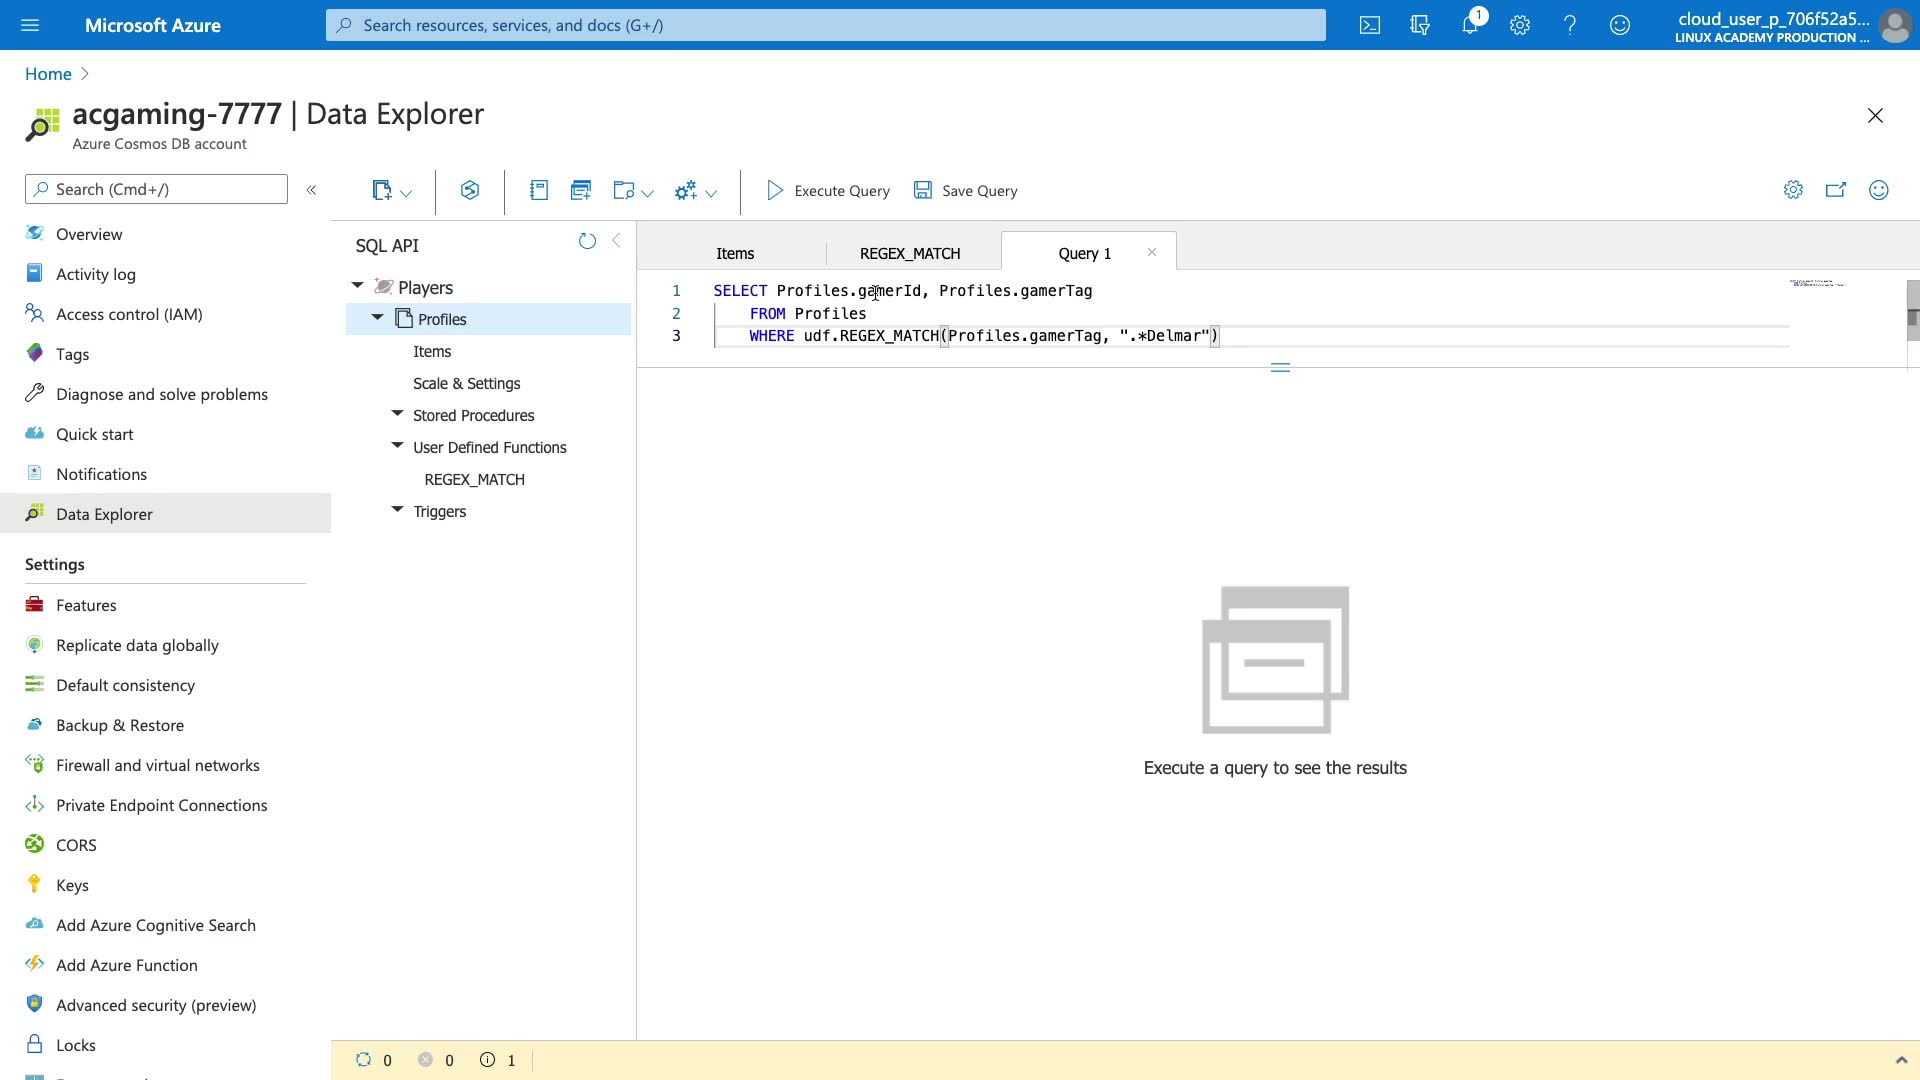 Microsoft Azure
Search resources, services, and docs (G+/)
1
cloud_user_p_706f52a5...
LINUX ACADEMY PRODUCTION ...
Home
acgaming-7777 | Data Explorer
Azure Cosmos DB account
Search (Cmd+/)
Overview
Activity log
Access control (IAM)
Tags
Diagnose and solve problems
Quick start
Notifications
Data Explorer
Settings
Features
Replicate data globally
Default consistency
Backup & Restore
Firewall and virtual networks
Private Endpoint Connections
CORS
Keys
Add Azure Cognitive Search
Add Azure Function
Advanced security (preview)
Locks
Execute Query
Save Query
SQL API
Players
Profiles
Items
Scale & Settings
Stored Procedures
User Defined Functions
REGEX_MATCH
Triggers
Items
REGEX_MATCH
Query 1
1 SELECT Profiles.gamerId, Profiles.gamerTag
2 FROM Profiles
3 WHERE udf.REGEX_MATCH(Profiles.gamerTag, ".*Delmar")
Execute a query to see the results
0
0
1